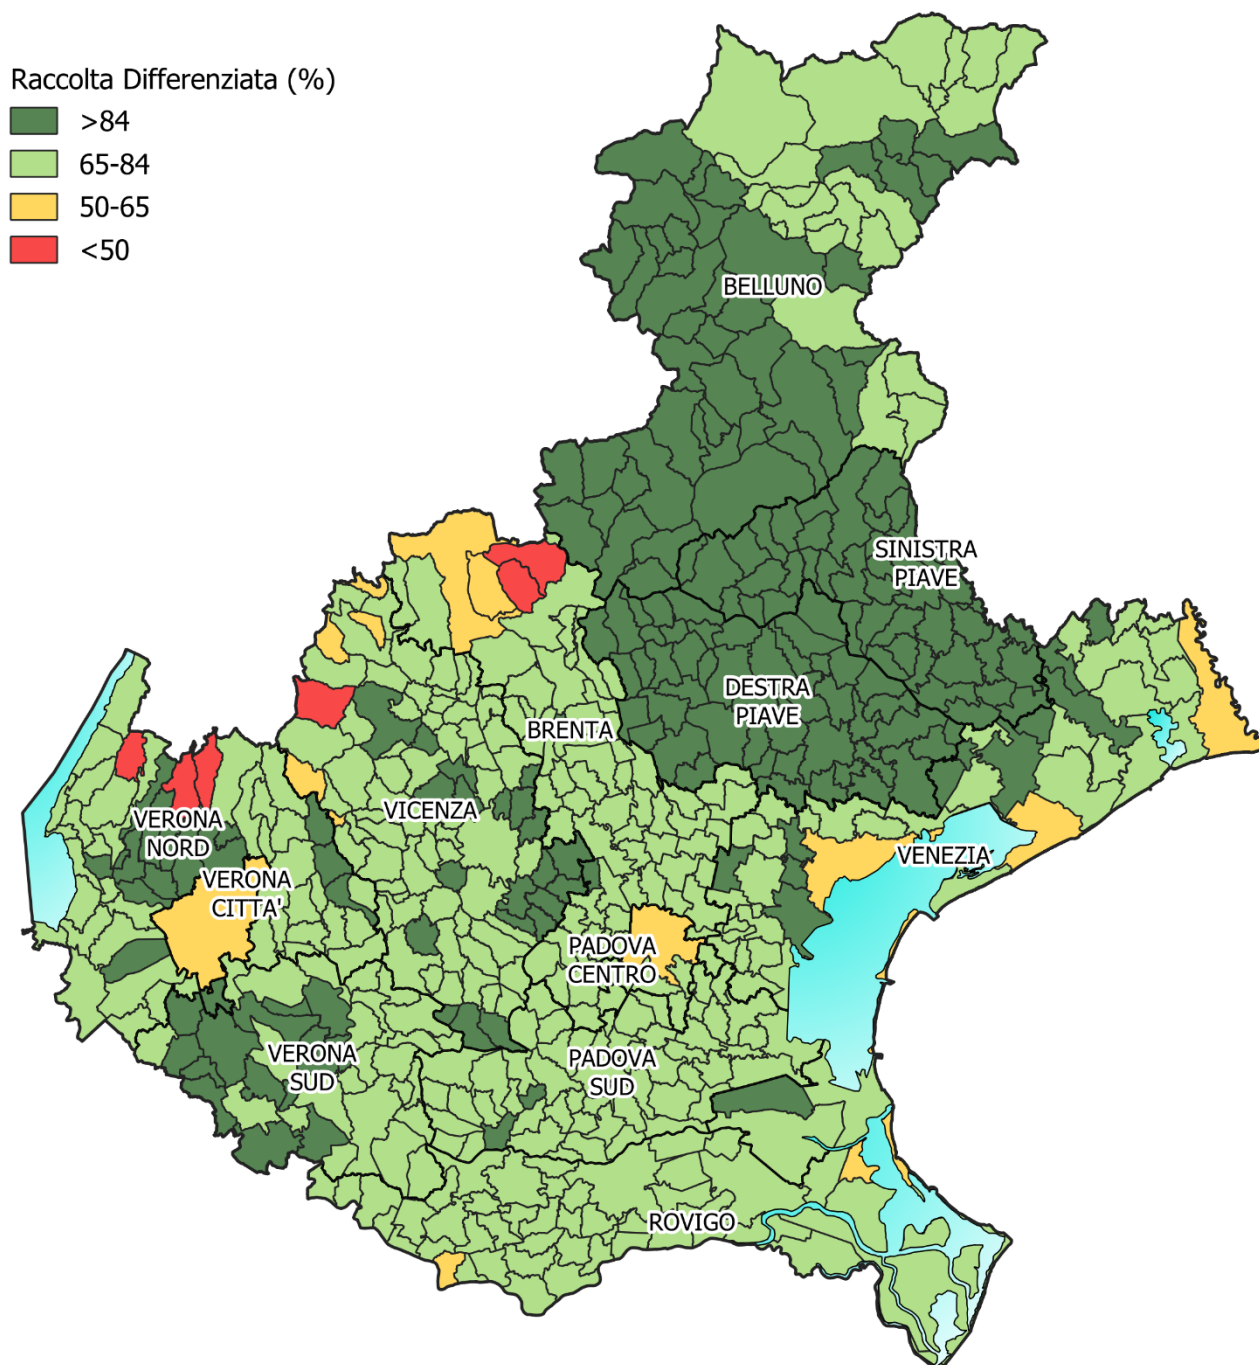 Raccolta Differenziata (%)
>84
65-84
50-65
<50
BELLUNO
SINISTRA
PIAVE
DESTRA
PIAVE
BRENTA
VICENZA
VERONA
NORD
VENEZIA
VERONA
CITTA'
PADOVA
CENTRO
VERONA
SUD
PADOVA
SUD
ROVIGO